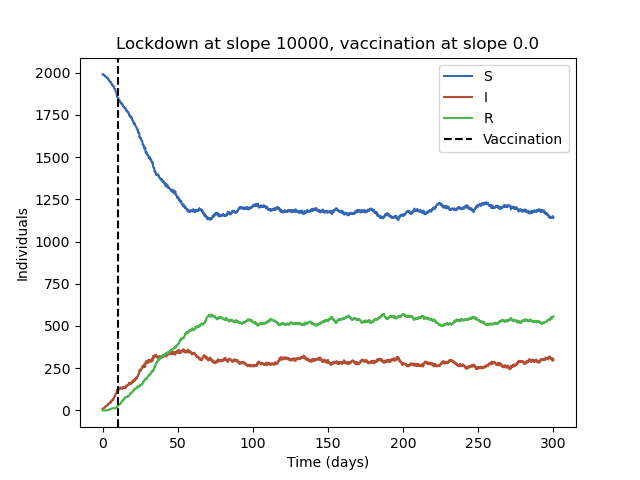 Lockdown at slope 10000, vaccination at slope 0.0
S
I
R
Vaccination
Individuals
2000
1750
1500
1250
1000
750
500
250
0
0 50 100 150 200 250 300
Time (days)